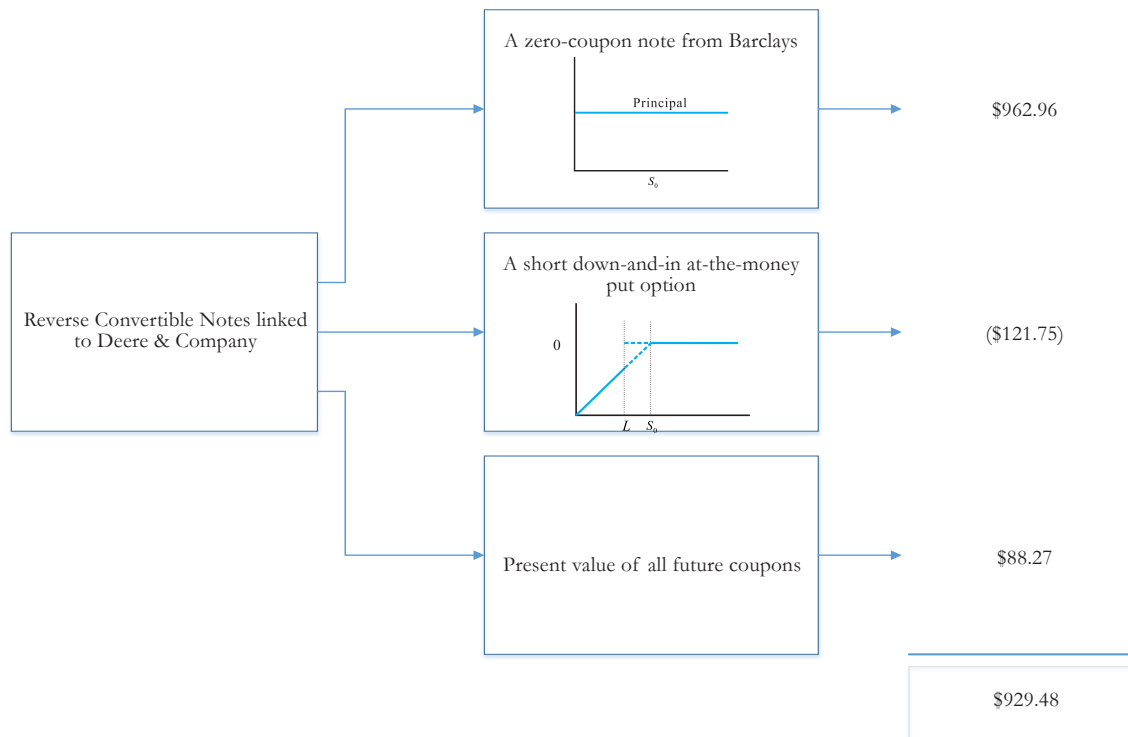 A zero-coupon note from Barclays
Principal
S₀
$962.96
Reverse Convertible Notes linked
to Deere & Company
A short down-and-in at-the-money
put option
0
L S₀
($121.75)
Present value of all future coupons
$88.27
$929.48